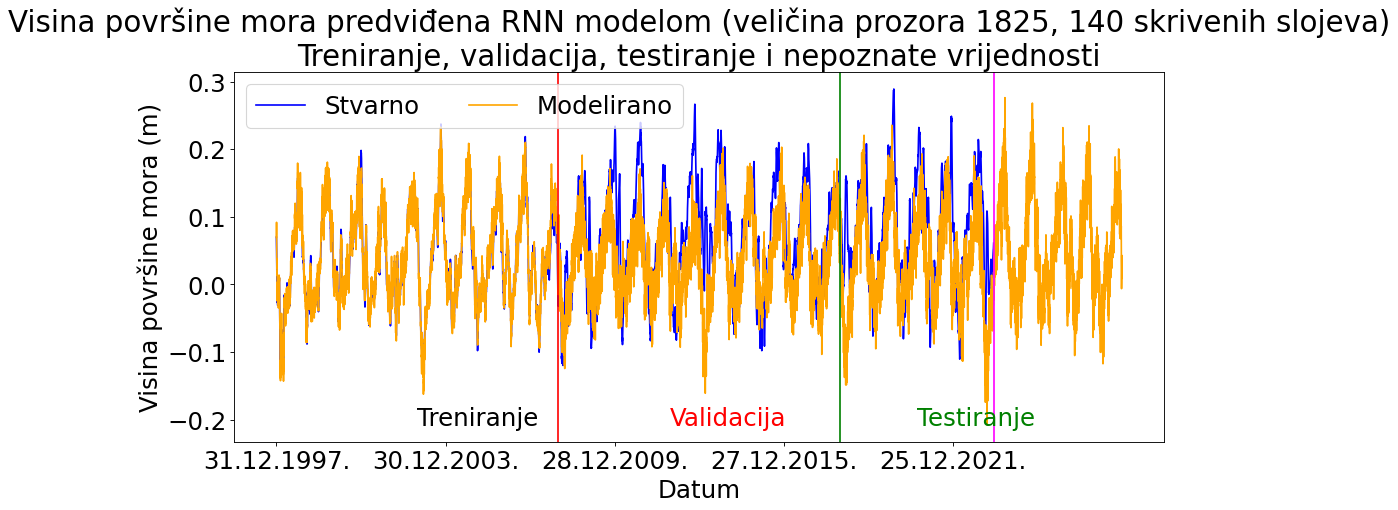 Visina površine mora predviđena RNN modelom (veličina prozora 1825, 140 skrivenih slojeva)
Treniranje, validacija, testiranje i nepoznate vrijednosti
Stvarno Modelirano
Visina površine mora (m)
0.3
0.2
0.1
0.0
−0.1
−0.2
Treniranje Validacija Testiranje
31.12.1997. 30.12.2003. 28.12.2009. 27.12.2015. 25.12.2021.
Datum